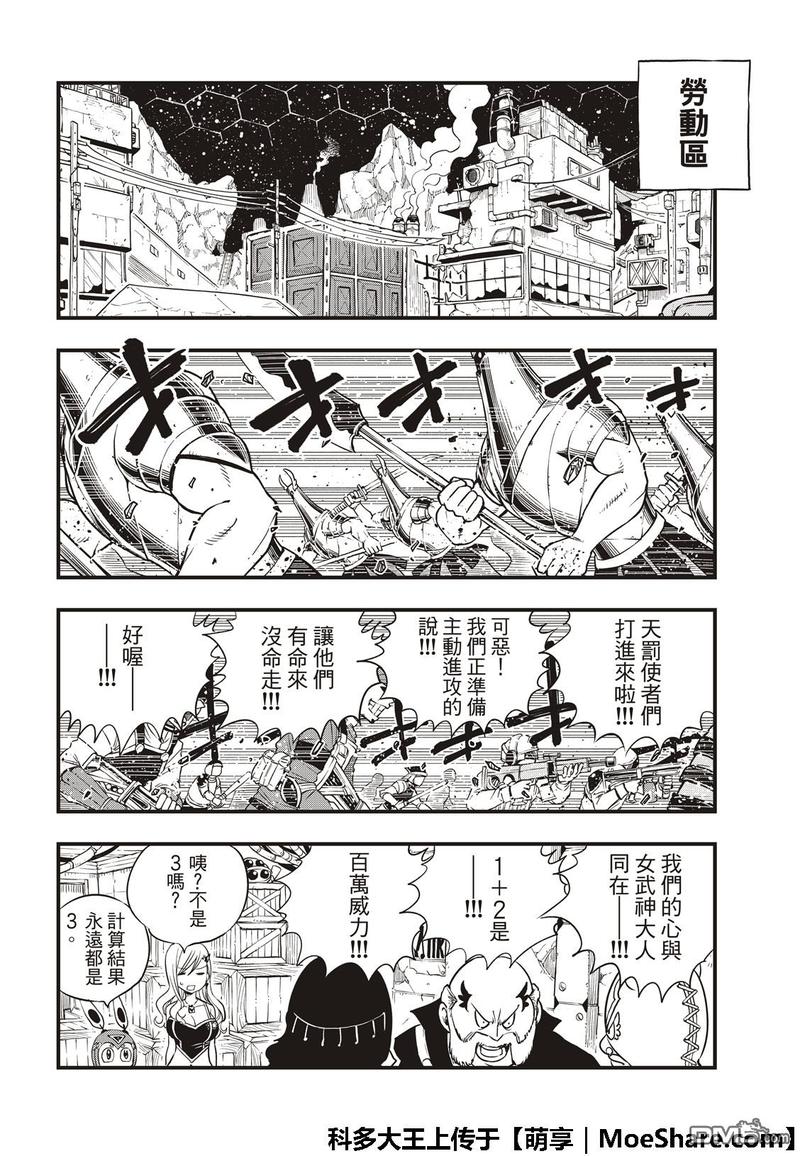 勞動區
天罰使者們
打進來啦!!!
可惡!
我們正準備
主動進攻的
說!!!
讓他們
有命來
沒命走!!!
好喔─
──!!!
我們的心與
女武神大人
同在──!!!
1+2是
百萬威力!!!
咦?不是
3嗎?
計算結果
永遠都是
3。
科多大王上传于【萌享|MoeShare.com】